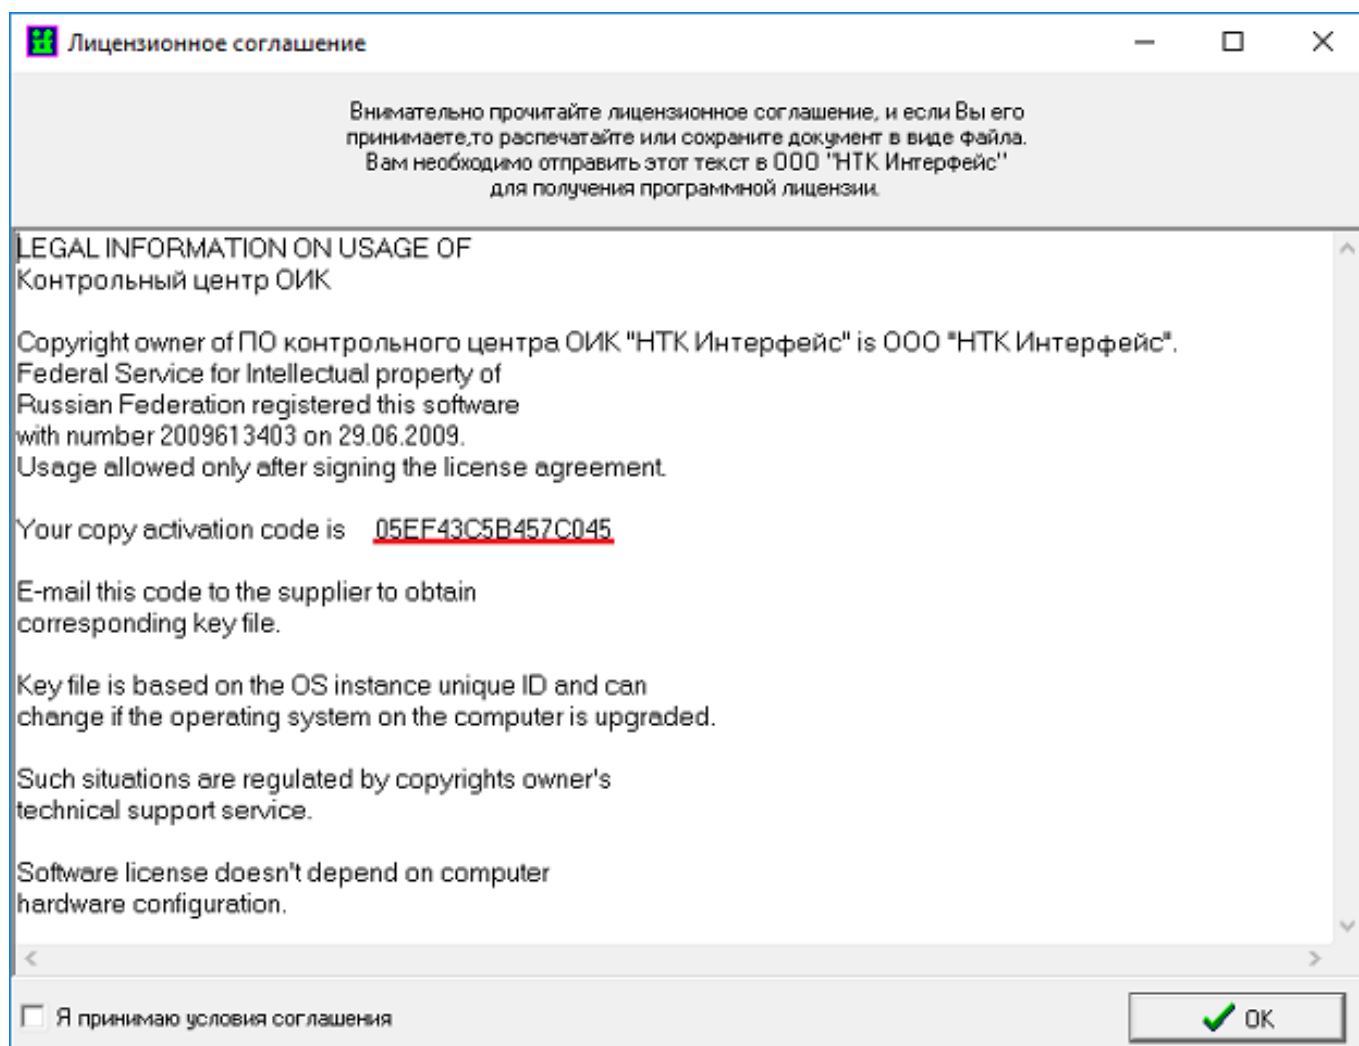 Лицензионное соглашение
Внимательно прочитайте лицензионное соглашение, и если Вы его
принимаете,то распечатайте или сохраните документ в виде файла.
Вам необходимо отправить этот текст в ООО "НТК Интерфейс"
для получения программной лицензии.
LEGAL INFORMATION ON USAGE OF
Контрольный центр ОИК
Copyright owner of ПО контрольного центра ОИК "НТК Интерфейс" is ООО "НТК Интерфейс".
Federal Service for Intellectual property of
Russian Federation registered this software
with number 2009613403 on 29.06.2009.
Usage allowed only after signing the license agreement.
Your copy activation code is 05EF43C5B457C045
E-mail this code to the supplier to obtain
corresponding key file.
Key file is based on the OS instance unique ID and can
change if the operating system on the computer is upgraded.
Such situations are regulated by copyrights owner's
technical support service.
Software license doesn't depend on computer
hardware configuration.
Я принимаю условия соглашения
OK